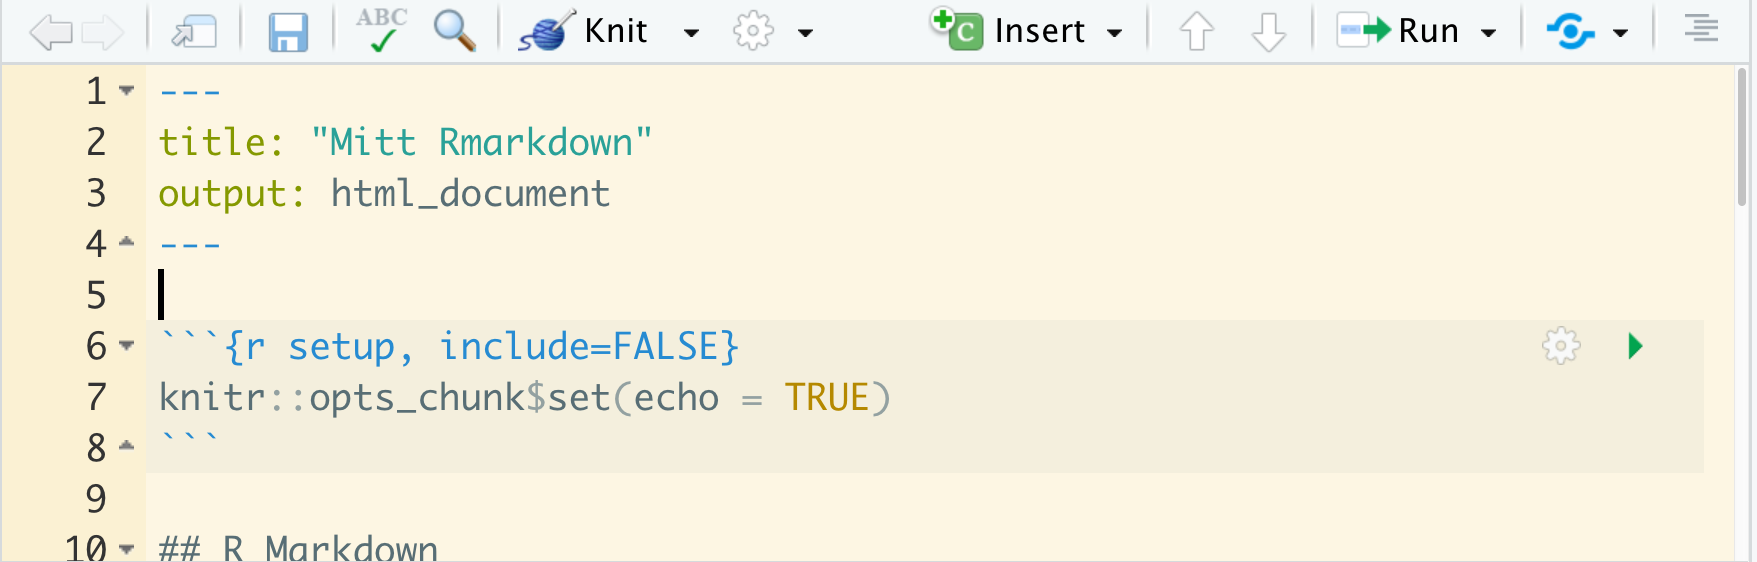 ABC Knit Insert Run
1 ---
2 title: "Mitt Rmarkdown"
3 output: html_document
4 ---
5
6 ```{r setup, include=FALSE}
7 knitr::opts_chunk$set(echo = TRUE)
8 ```
9
10 ## R Markdown